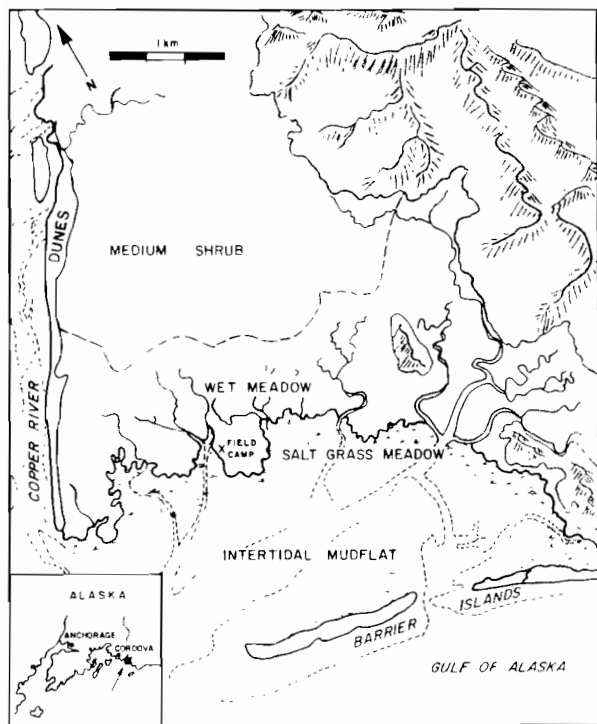 1 km
N
DUNES
MEDIUM SHRUB
COPPER RIVER
WET MEADOW
X FIELD
CAMP
SALT GRASS MEADOW
INTERTIDAL MUDFLAT
BARRIER ISLANDS
GULF OF ALASKA
ALASKA
ANCHORAGE
CORDOVA